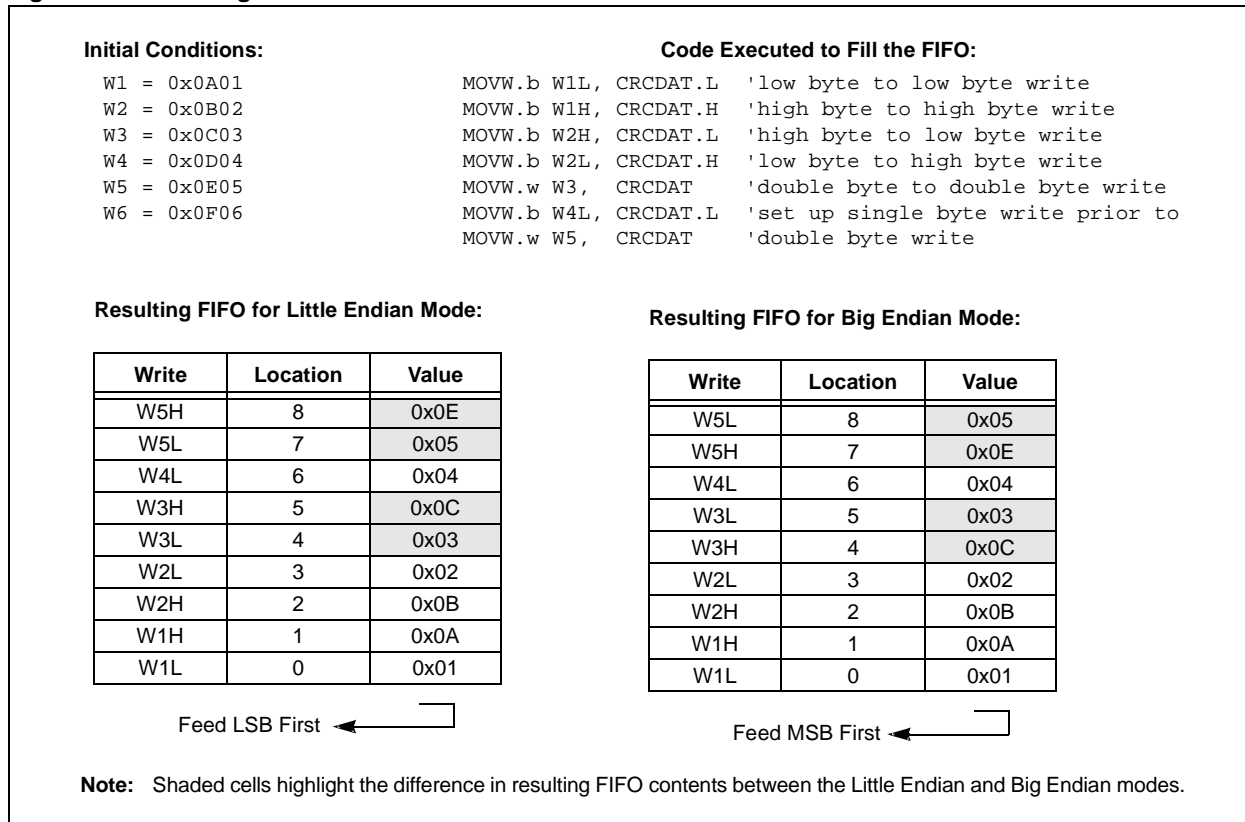 Initial Conditions:
W1 = 0x0A01
W2 = 0x0B02
W3 = 0x0C03
W4 = 0x0D04
W5 = 0x0E05
W6 = 0x0F06
Code Executed to Fill the FIFO:
MOVW.b W1L, CRCDAT.L 'low byte to low byte write
MOVW.b W1H, CRCDAT.H 'high byte to high byte write
MOVW.b W2H, CRCDAT.L 'high byte to low byte write
MOVW.b W2L, CRCDAT.H 'low byte to high byte write
MOVW.w W3, CRCDAT 'double byte to double byte write
MOVW.b W4L, CRCDAT.L 'set up single byte write prior to
MOVW.w W5, CRCDAT 'double byte write
Resulting FIFO for Little Endian Mode:
Write Location Value
W5H 8 0x0E
W5L 7 0x05
W4L 6 0x04
W3H 5 0x0C
W3L 4 0x03
W2L 3 0x02
W2H 2 0x0B
W1H 1 0x0A
W1L 0 0x01
Feed LSB First
Resulting FIFO for Big Endian Mode:
Write Location Value
W5L 8 0x05
W5H 7 0x0E
W4L 6 0x04
W3L 5 0x03
W3H 4 0x0C
W2L 3 0x02
W2H 2 0x0B
W1H 1 0x0A
W1L 0 0x01
Feed MSB First
Note: Shaded cells highlight the difference in resulting FIFO contents between the Little Endian and Big Endian modes.